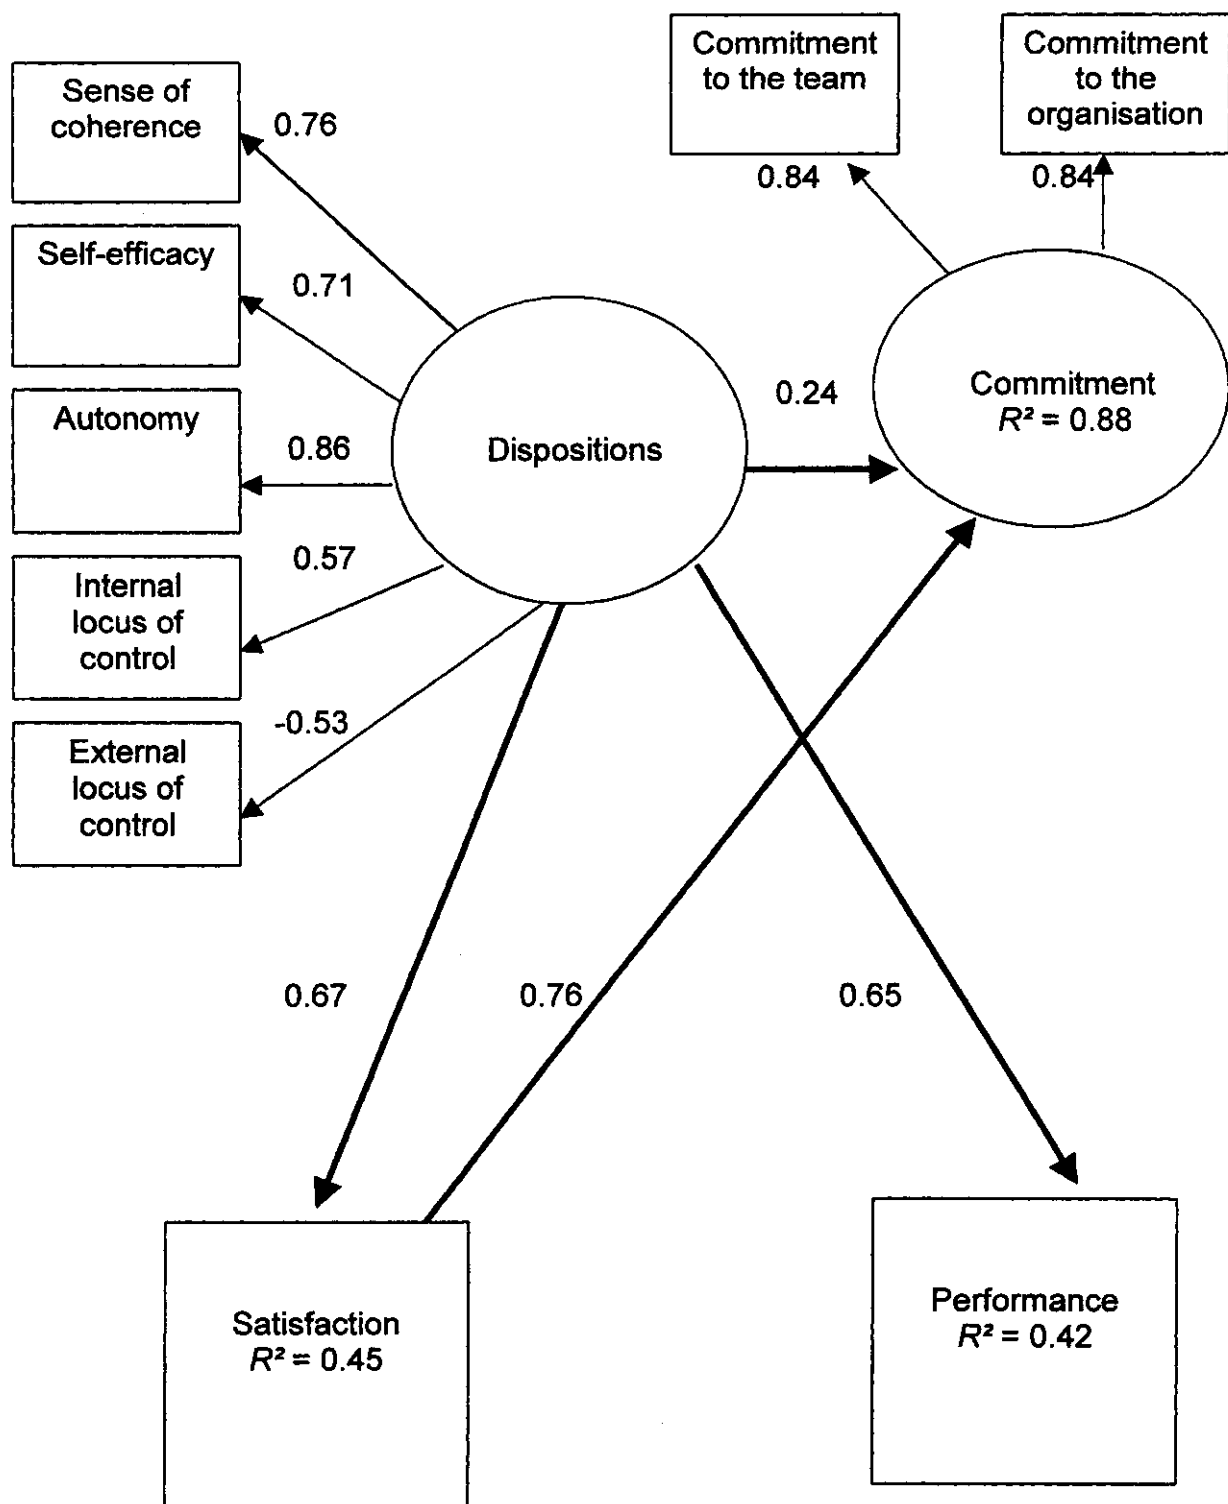 Commitment
to the team
Commitment
to the
organisation
Sense of
coherence
0.76
0.84
0.84
Self-efficacy
0.71
Commitment
R² = 0.88
0.24
Autonomy
0.86
Dispositions
0.57
Internal
locus of
control
-0.53
External
locus of
control
0.67
0.76
0.65
Satisfaction
R² = 0.45
Performance
R² = 0.42